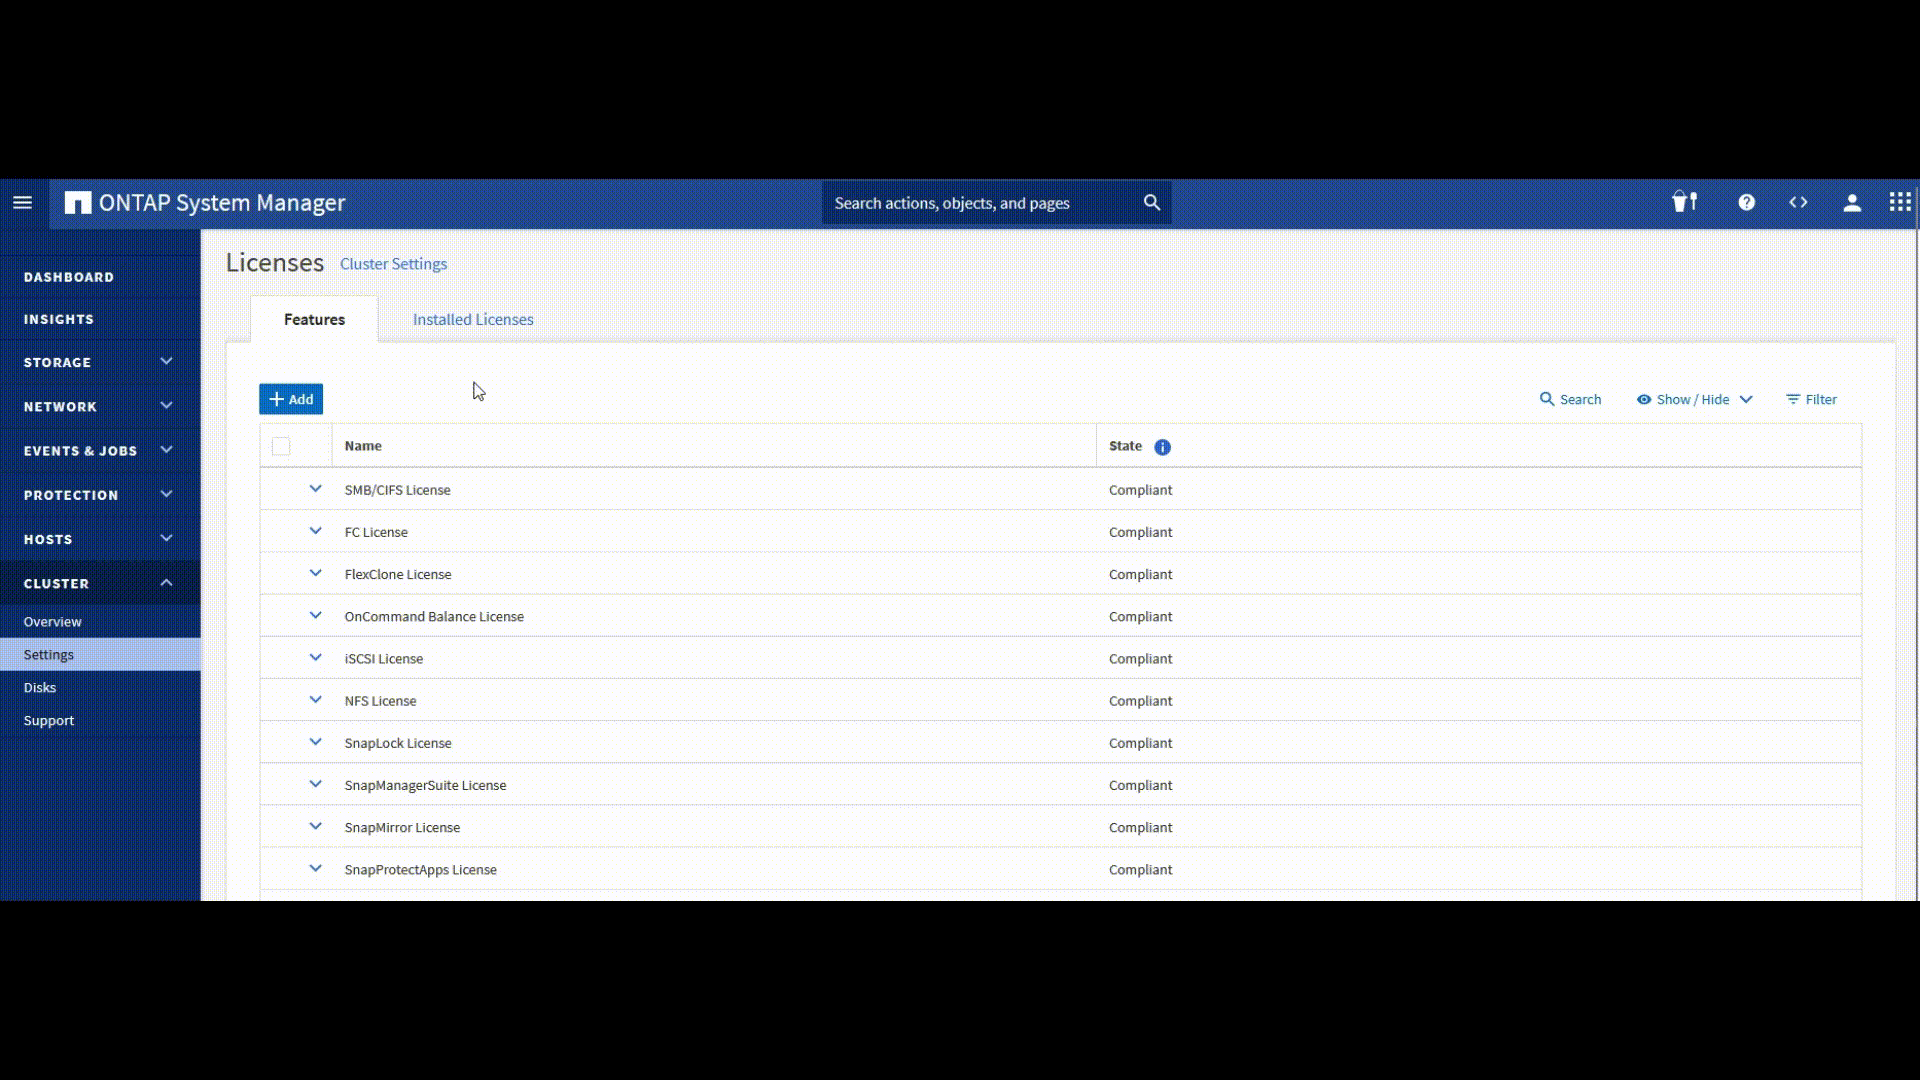 ONTAP System Manager
Search actions, objects, and pages
DASHBOARD
INSIGHTS
STORAGE
NETWORK
EVENTS & JOBS
PROTECTION
HOSTS
CLUSTER
Overview
Settings
Disks
Support
Licenses Cluster Settings
Features Installed Licenses
Add Search Show / Hide Filter
Name State
SMB/CIFS License Compliant
FC License Compliant
FlexClone License Compliant
OnCommand Balance License Compliant
iSCSI License Compliant
NFS License Compliant
SnapLock License Compliant
SnapManagerSuite License Compliant
SnapMirror License Compliant
SnapProtectApps License Compliant